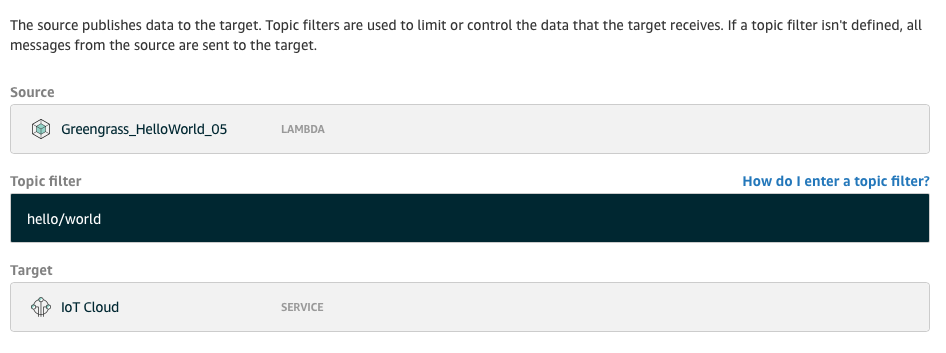 The source publishes data to the target. Topic filters are used to limit or control the data that the target receives. If a topic filter isn't defined, all
messages from the source are sent to the target.
Source
Greengrass_HelloWorld_05 LAMBDA
Topic filter How do I enter a topic filter?
hello/world
Target
IoT Cloud SERVICE